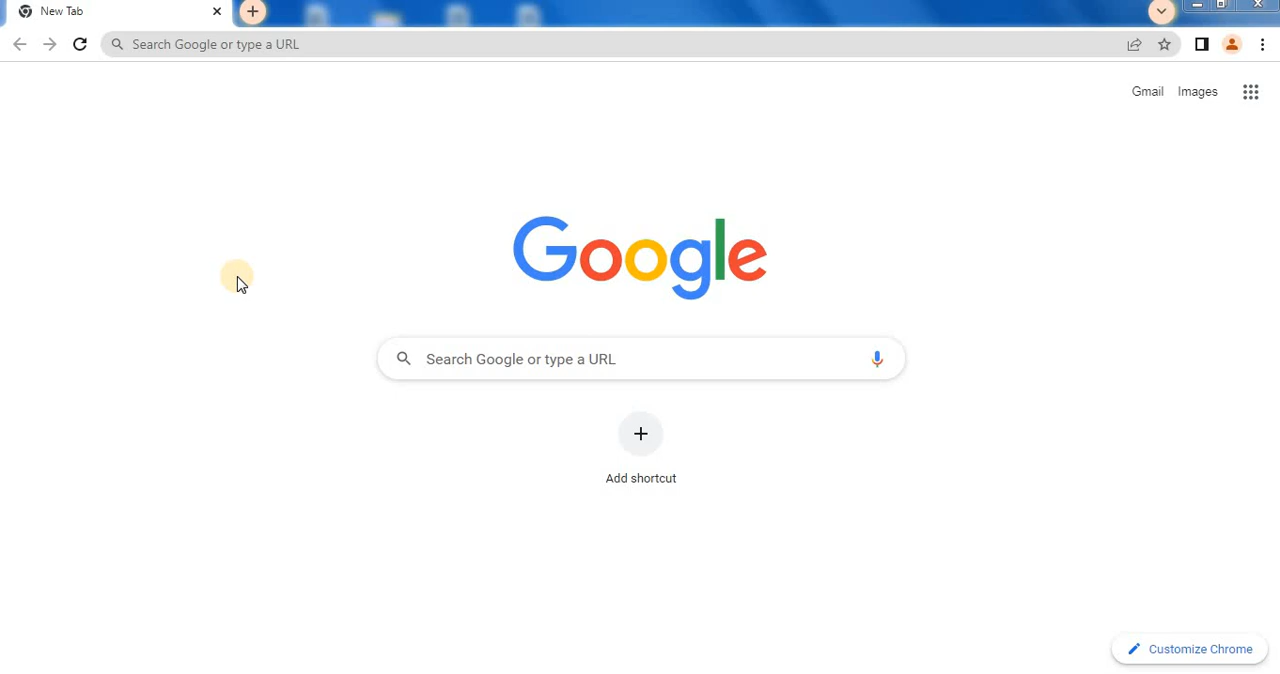 New Tab
Search Google or type a URL
Gmail Images
Google
Search Google or type a URL
Add shortcut
Customize Chrome